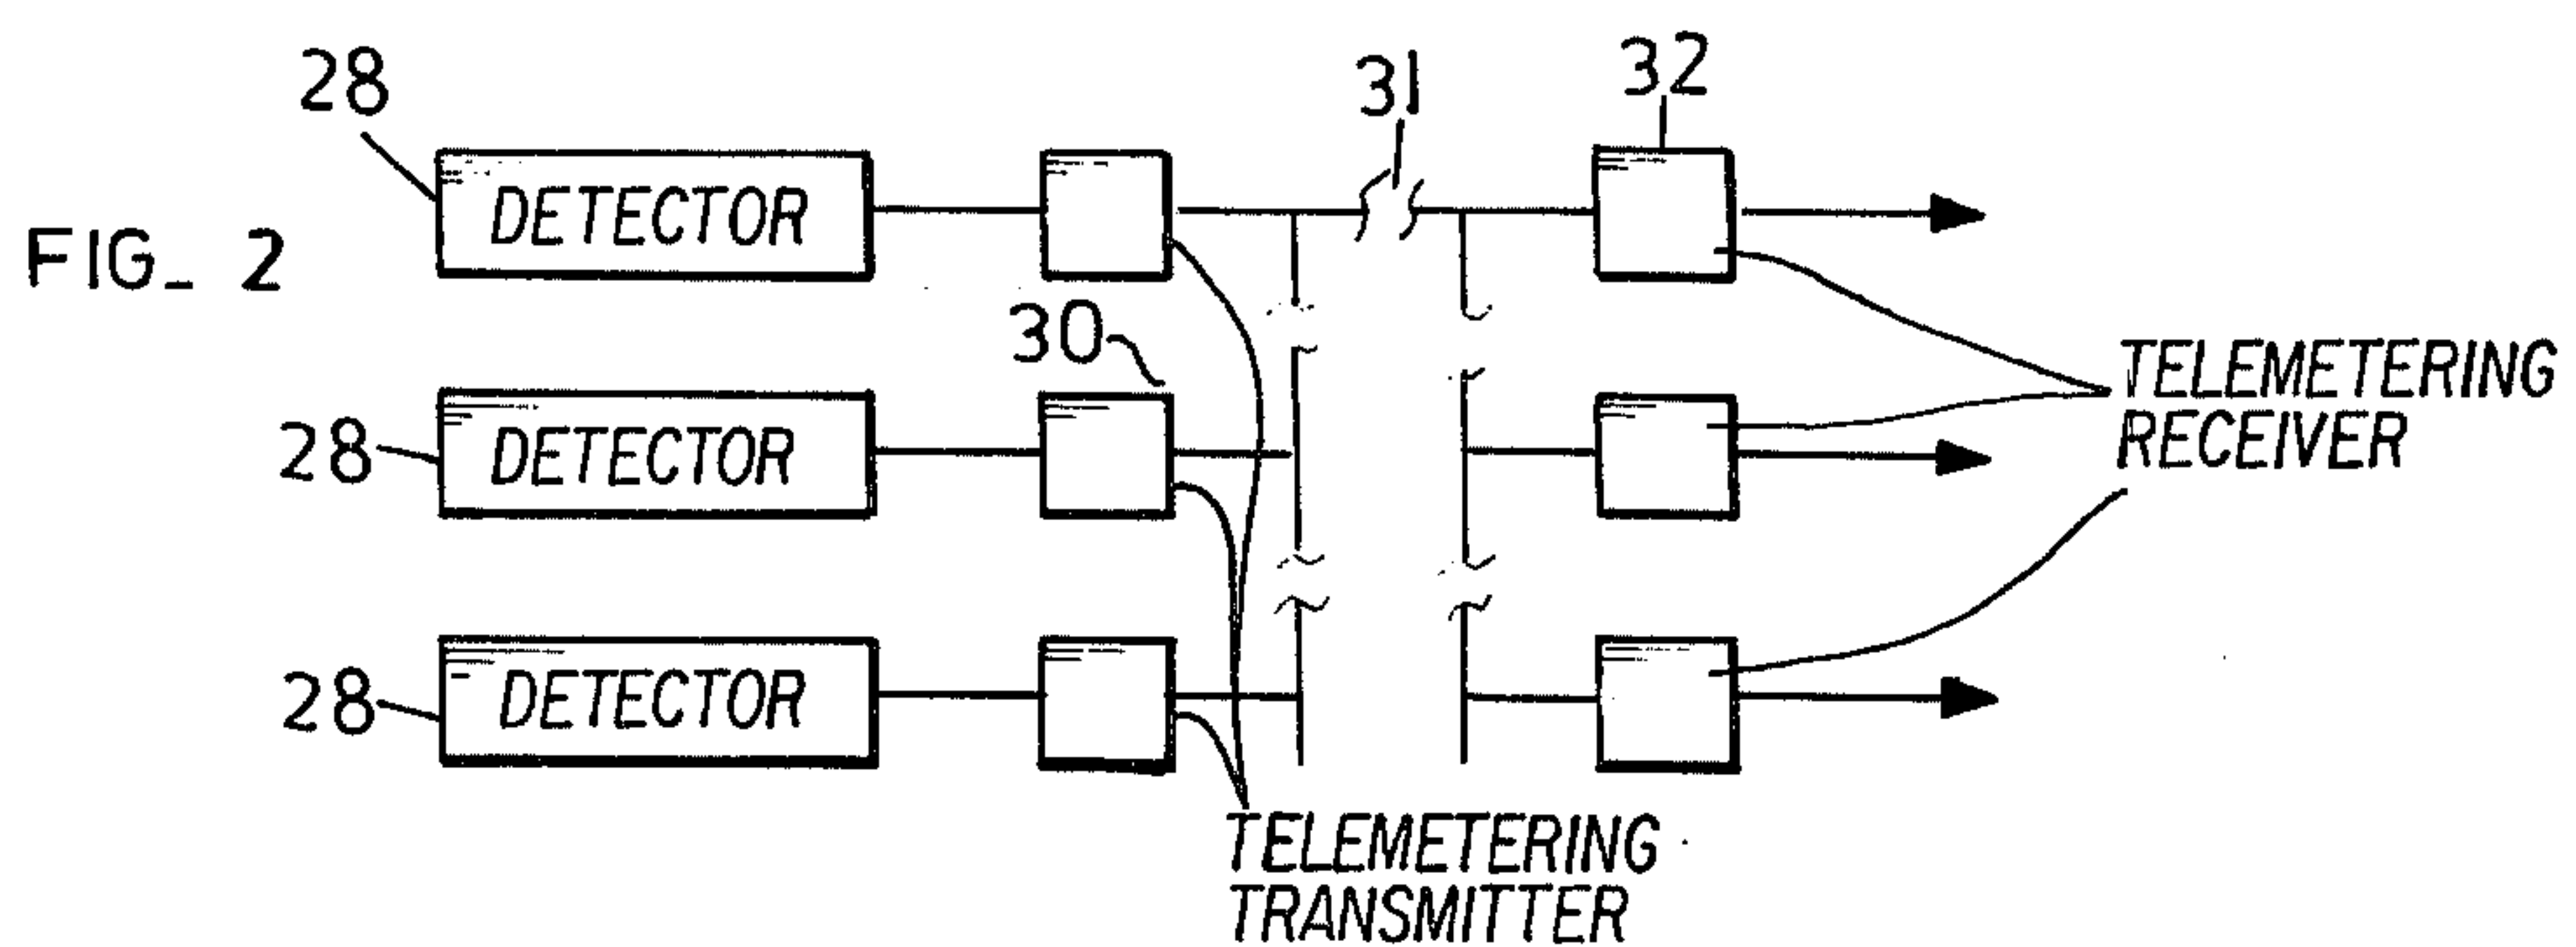 28
31
32
DETECTOR
FIG_ 2
30
TELEMETERING
RECEIVER
28
DETECTOR
28
DETECTOR
TELEMETERING
TRANSMITTER